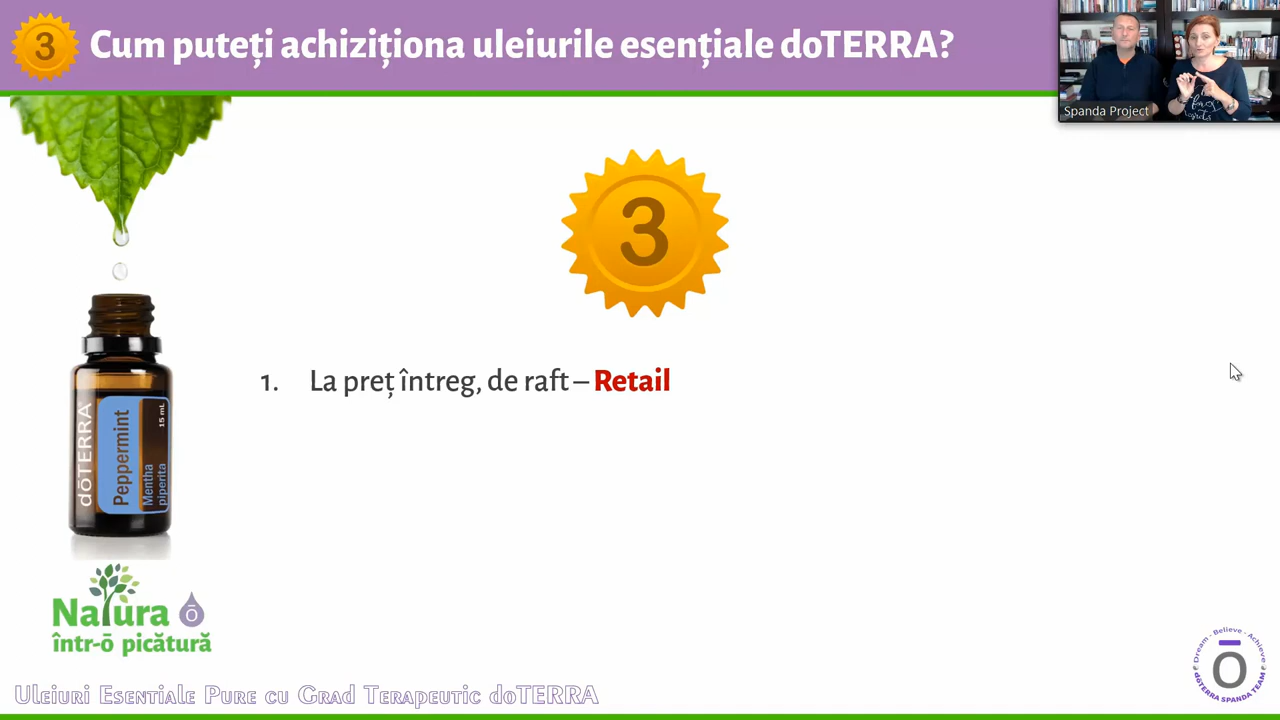 3
Cum puteți achiziționa uleiurile esențiale doTERRA?
Spanda Project
3
1. La preț întreg, de raft – Retail
dōTERRA
Peppermint
15 mL
Mentha
piperita
Natura ō
într-ō picătură
Uleiuri Esentiale Pure cu Grad Terapeutic doTERRA
Dream - Believe - Achieve
ō
dōTERRA SPANDA TEAM